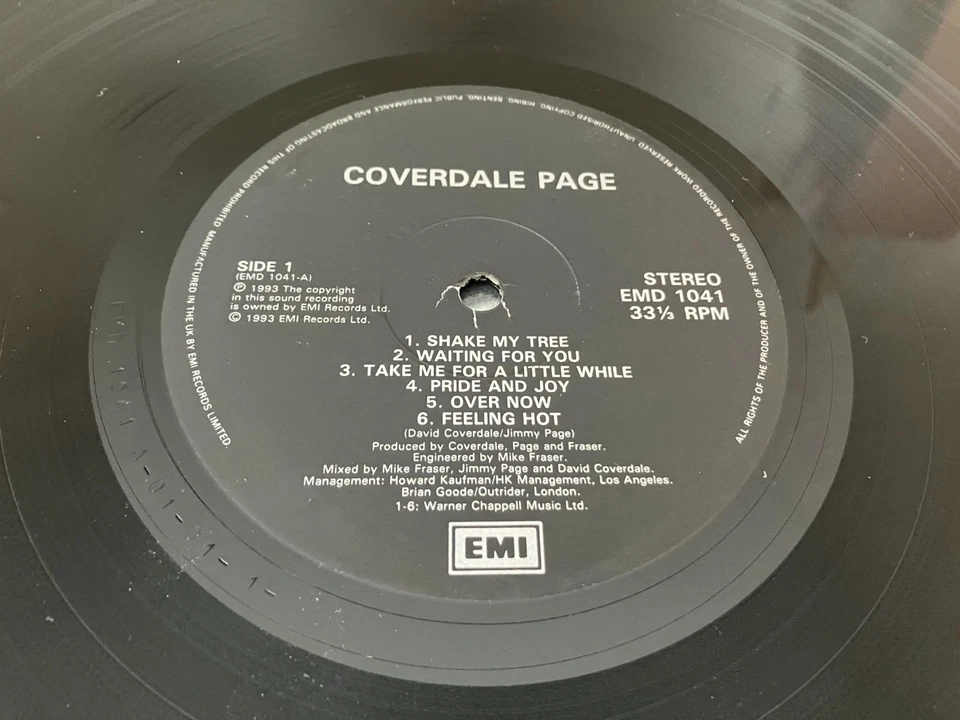 COVERDALE PAGE
SIDE 1
(EMD 1041-A)
Ⓟ 1993 The copyright
in this sound recording
is owned by EMI Records Ltd.
© 1993 EMI Records Ltd.
STEREO
EMD 1041
33⅓ RPM
1. SHAKE MY TREE
2. WAITING FOR YOU
3. TAKE ME FOR A LITTLE WHILE
4. PRIDE AND JOY
5. OVER NOW
6. FEELING HOT
(David Coverdale/Jimmy Page)
Produced by Coverdale, Page and Fraser.
Engineered by Mike Fraser.
Mixed by Mike Fraser, Jimmy Page and David Coverdale.
Management: Howard Kaufman/HK Management, Los Angeles.
Brian Goode/Outrider, London.
1-6: Warner Chappell Music Ltd.
EMI
ALL RIGHTS OF THE PRODUCER AND OF THE OWNER OF THE RECORDED WORK RESERVED. UNAUTHORISED COPYING, HIRING, RENTING, PUBLIC PERFORMANCE AND BROADCASTING OF THIS RECORD PROHIBITED. MANUFACTURED IN THE UK BY EMI RECORDS LIMITED.